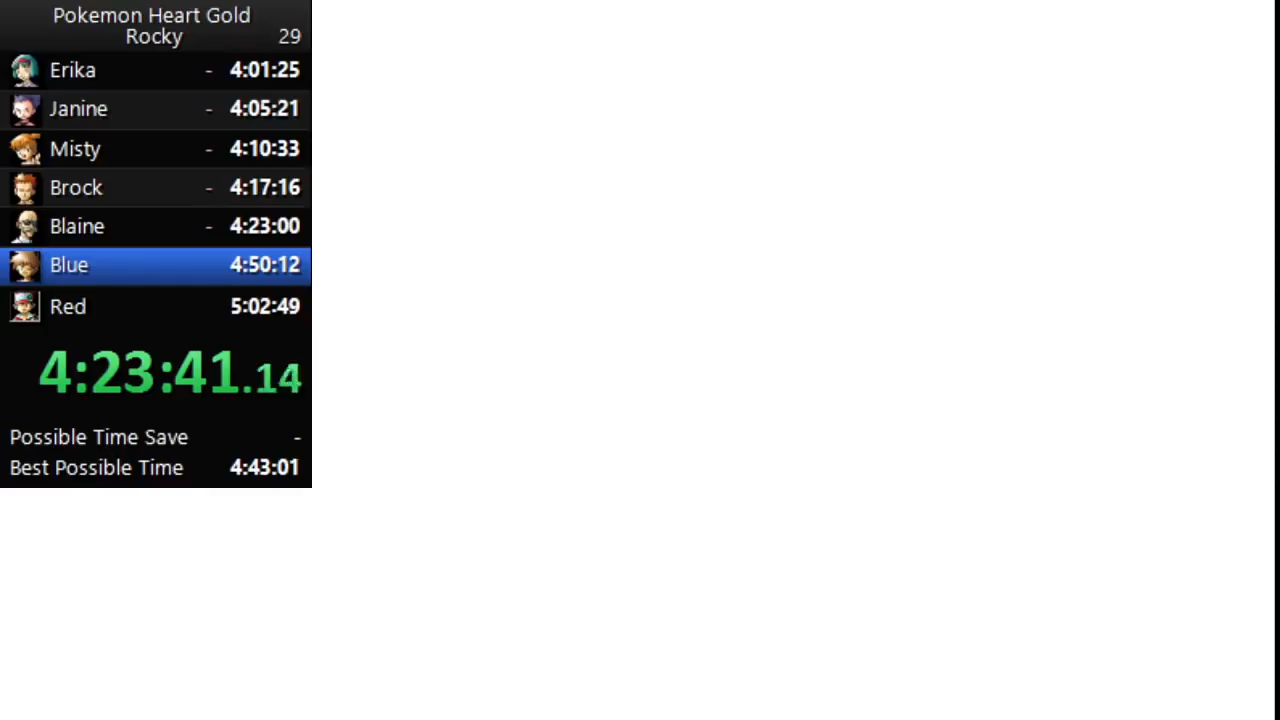 Pokemon Heart Gold
Rocky 29
Erika - 4:01:25
Janine - 4:05:21
Misty - 4:10:33
Brock - 4:17:16
Blaine - 4:23:00
Blue 4:50:12
Red 5:02:49
4:23:41.14
Possible Time Save -
Best Possible Time 4:43:01